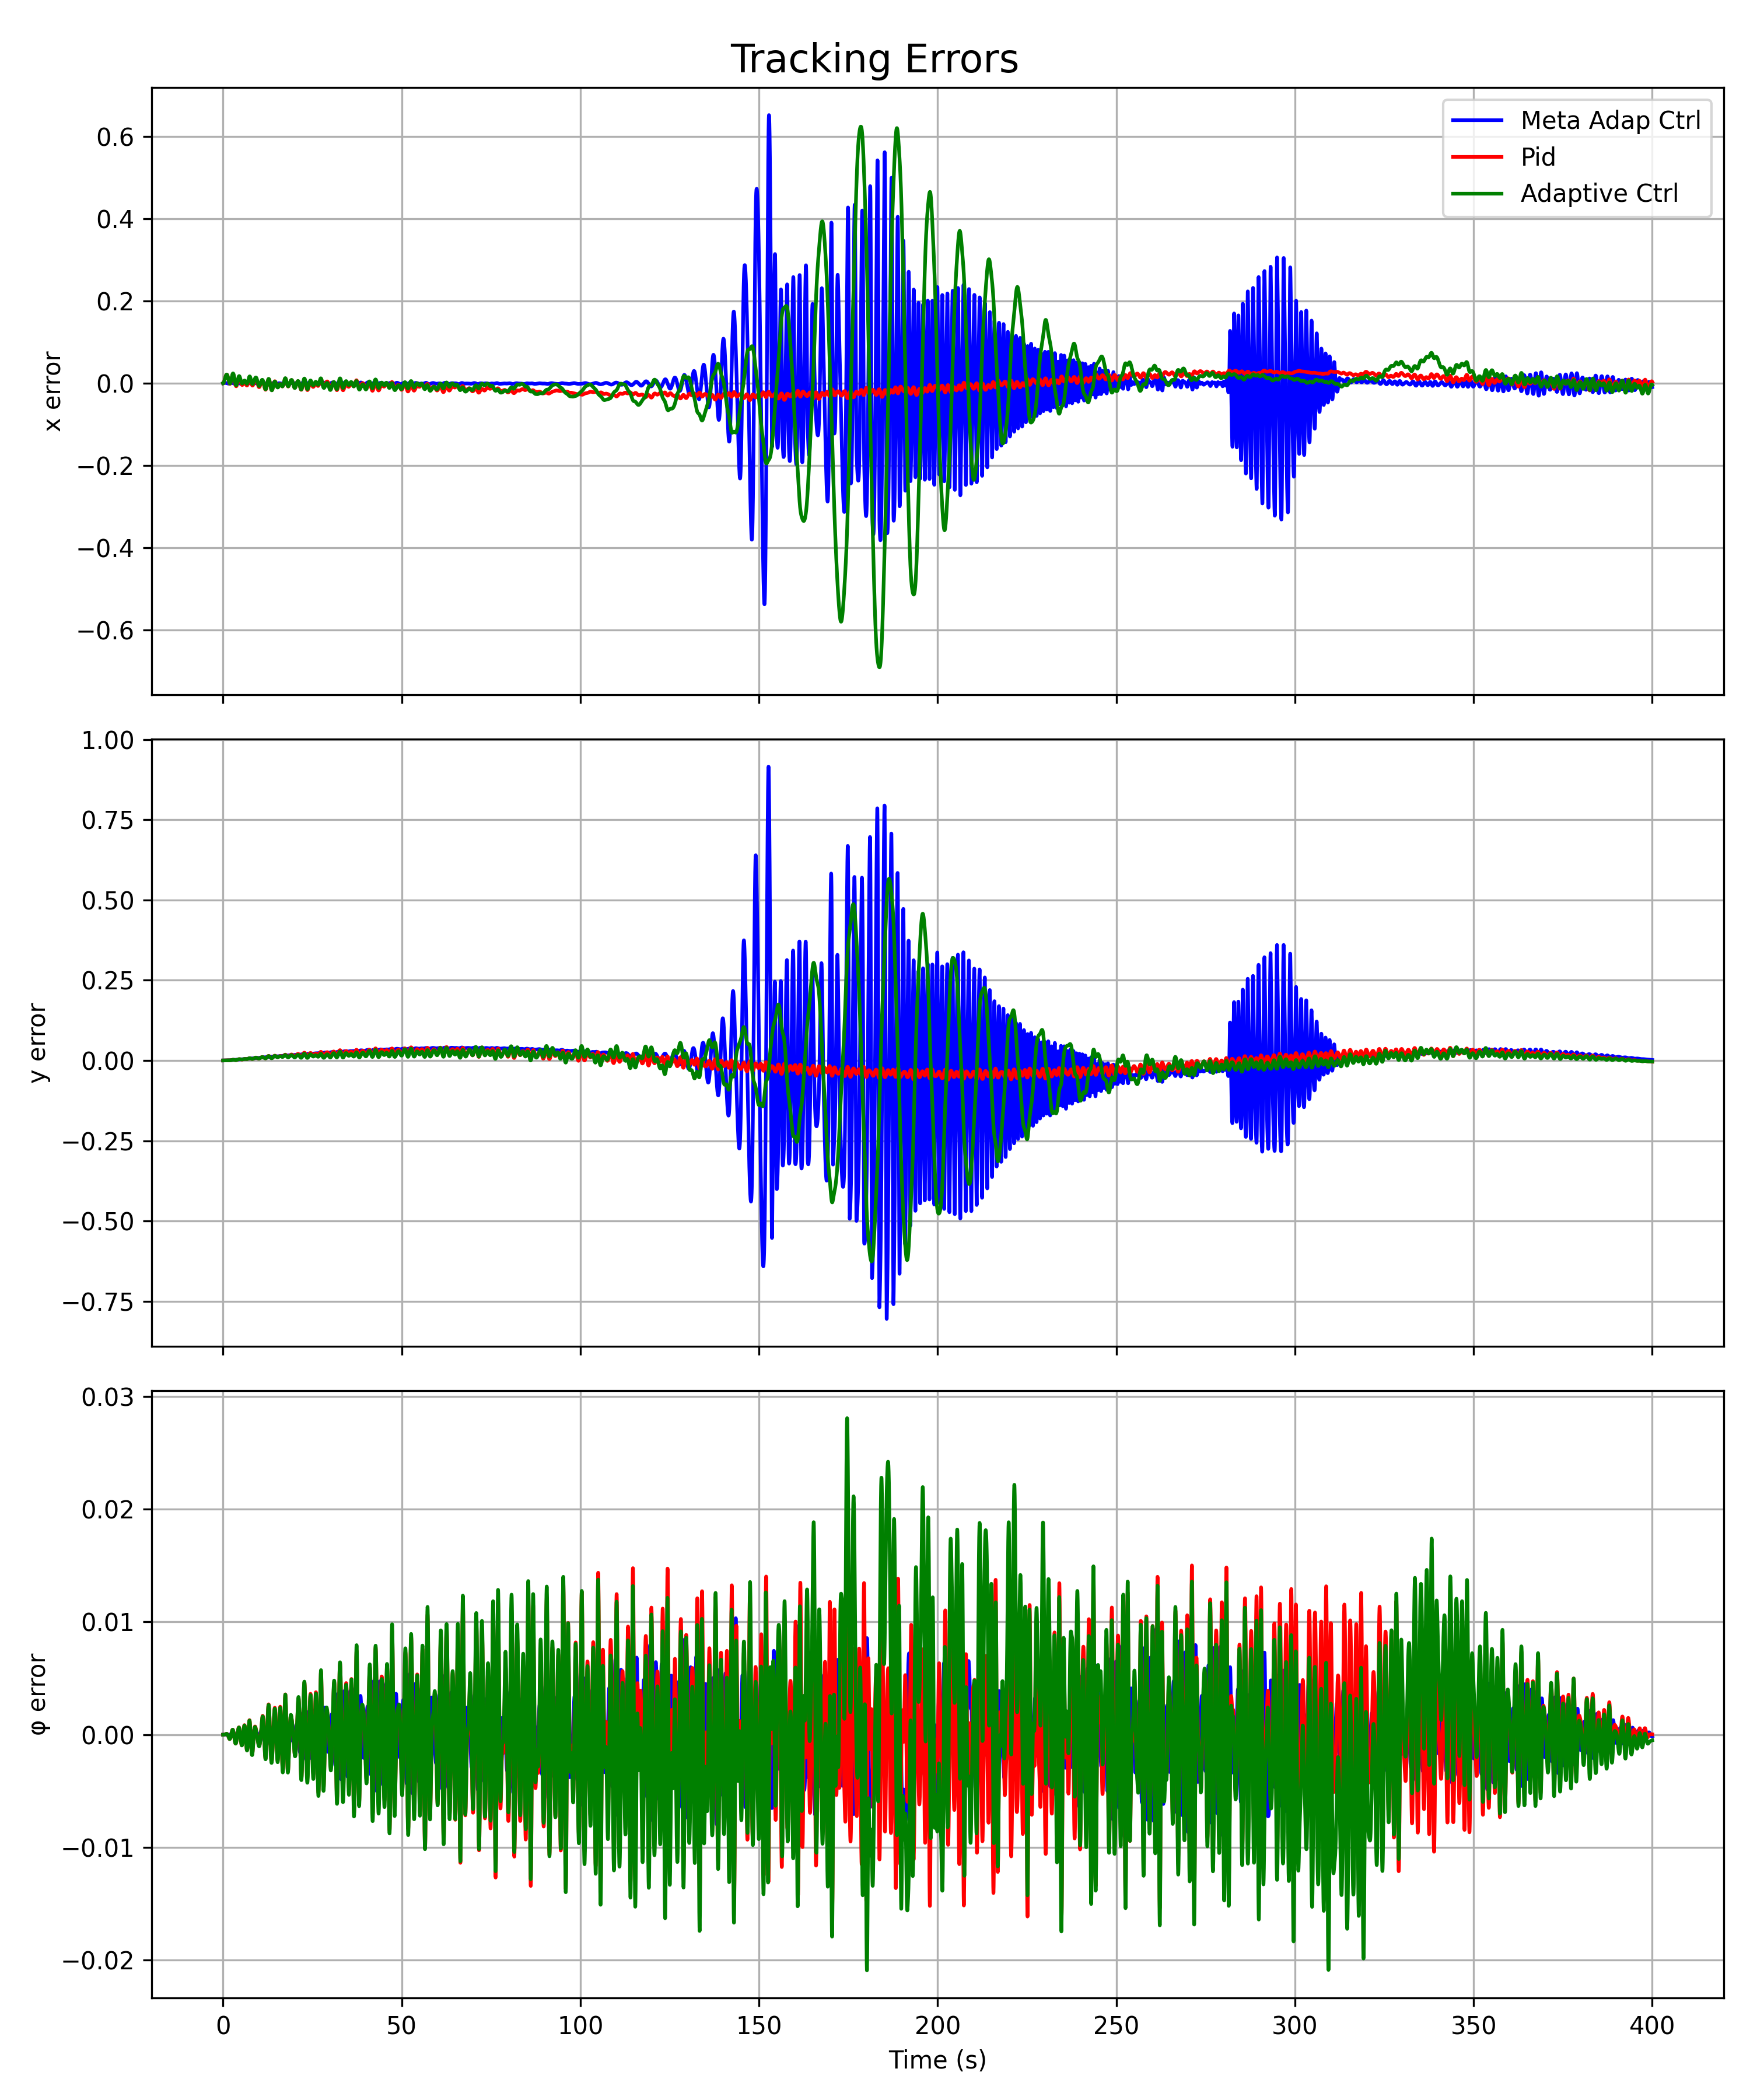 Tracking Errors
Meta Adap Ctrl
Pid
Adaptive Ctrl
x error
0.6
0.4
0.2
0.0
−0.2
−0.4
−0.6
y error
1.00
0.75
0.50
0.25
0.00
−0.25
−0.50
−0.75
φ error
0.03
0.02
0.01
0.00
−0.01
−0.02
0 50 100 150 200 250 300 350 400
Time (s)